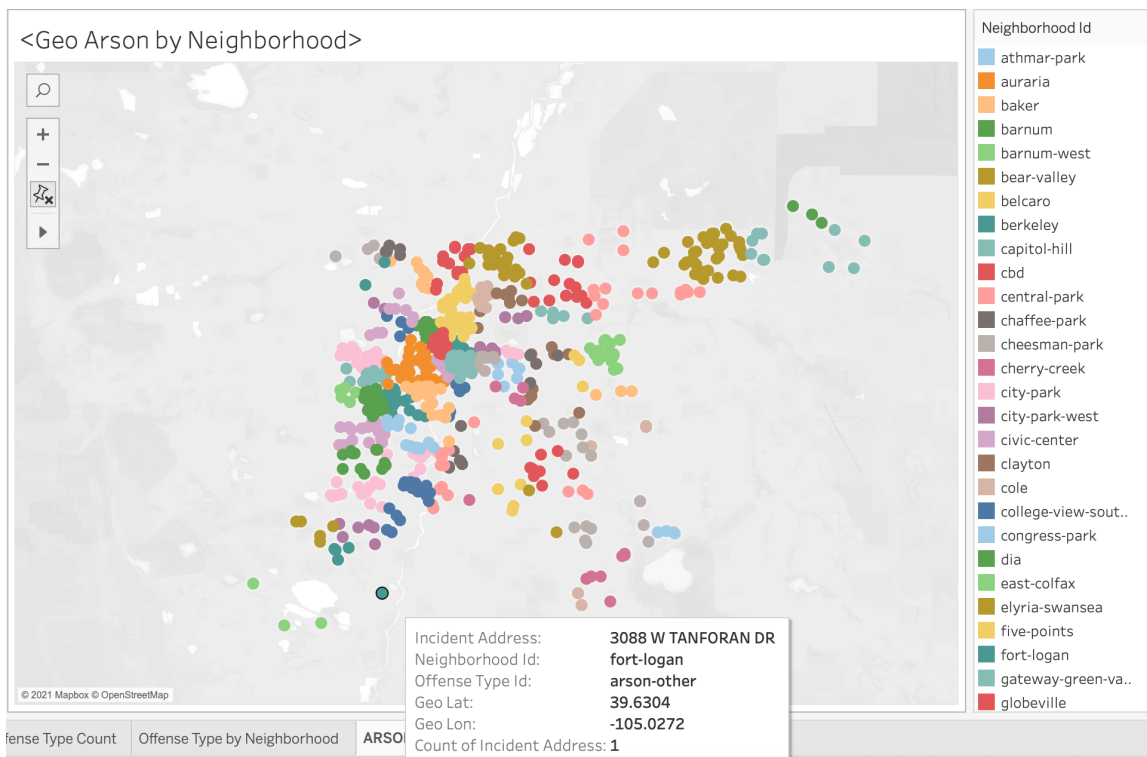 <Geo Arson by Neighborhood>
© 2021 Mapbox © OpenStreetMap
Incident Address: 3088 W TANFORAN DR
Neighborhood Id: fort-logan
Offense Type Id: arson-other
Geo Lat: 39.6304
Geo Lon: -105.0272
Count of Incident Address: 1
Neighborhood Id
athmar-park
auraria
baker
barnum
barnum-west
bear-valley
belcaro
berkeley
capitol-hill
cbd
central-park
chaffee-park
cheesman-park
cherry-creek
city-park
city-park-west
civic-center
clayton
cole
college-view-sout..
congress-park
dia
east-colfax
elyria-swansea
five-points
fort-logan
gateway-green-va..
globeville
fense Type Count
Offense Type by Neighborhood
ARSO